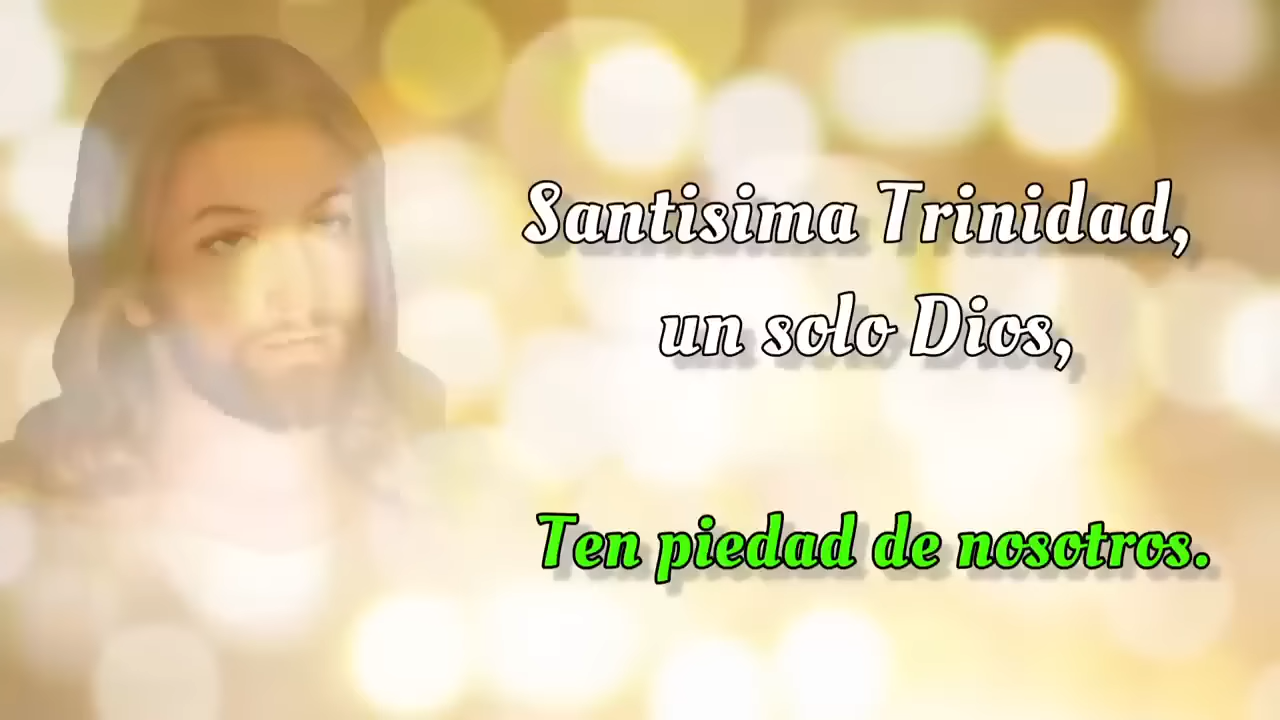 Santisima Trinidad,
un solo Dios,
Ten piedad de nosotros.